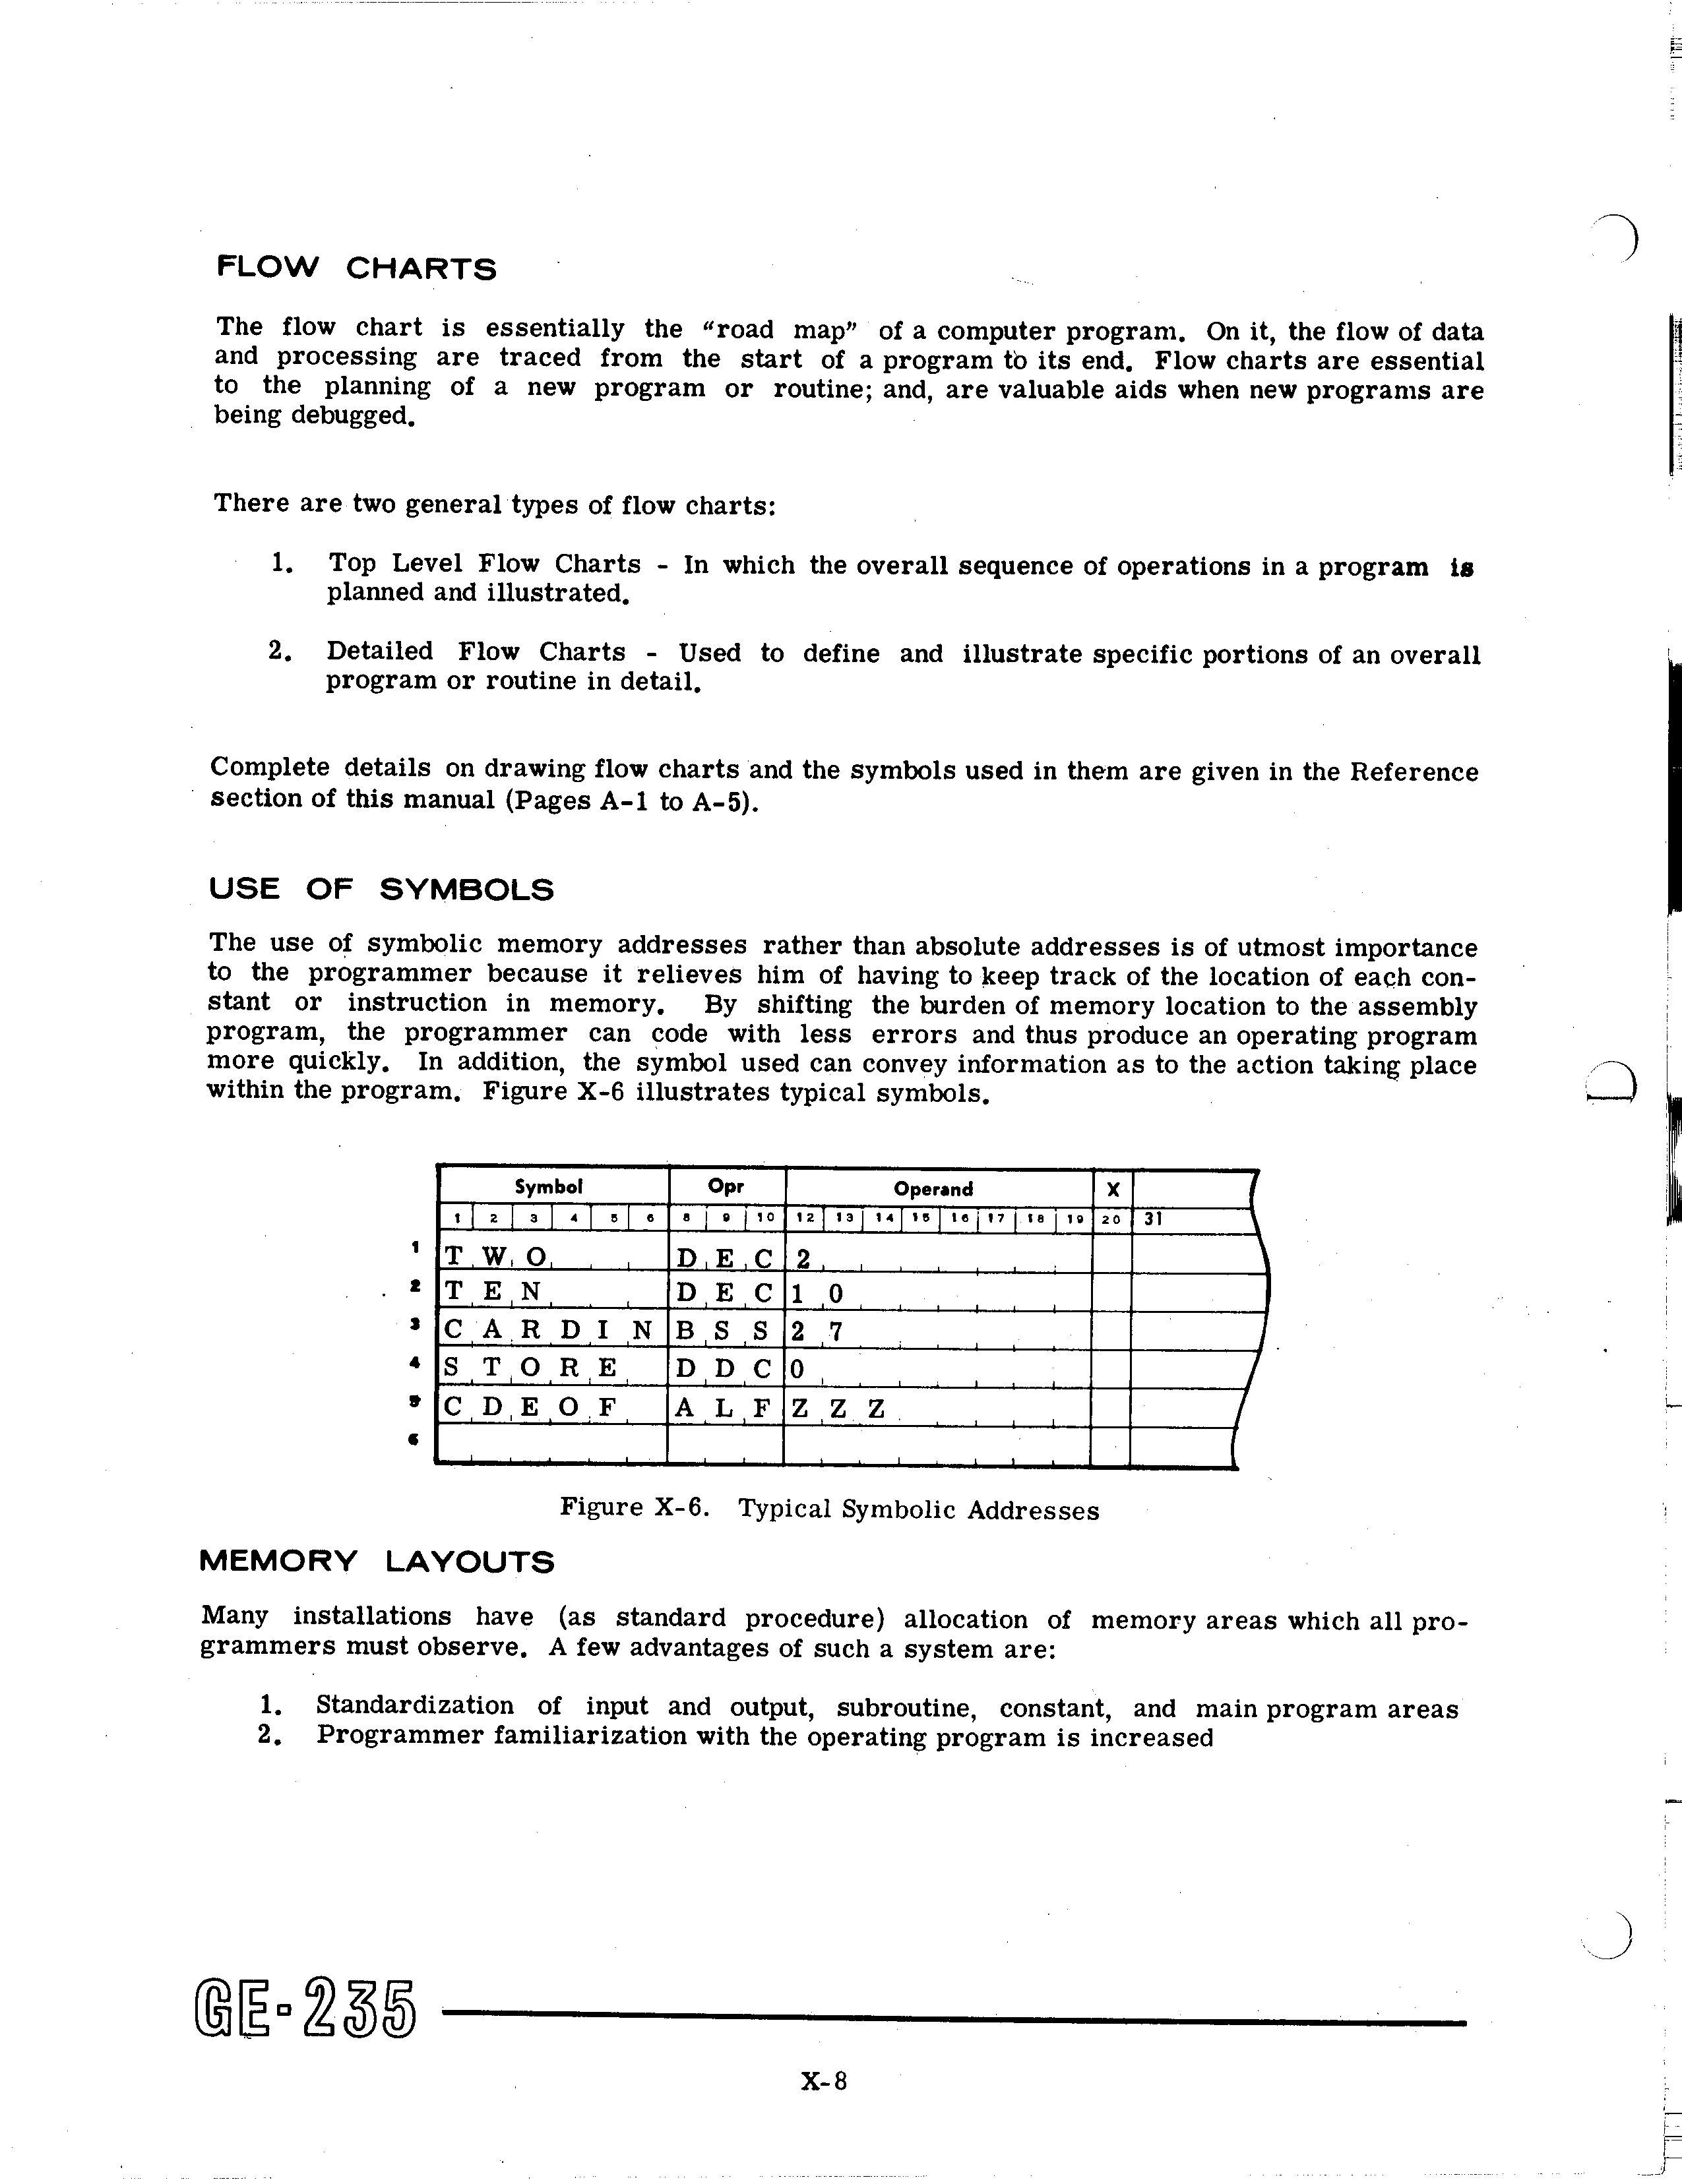 FLOW CHARTS
The flow chart is essentially the “road map” of a computer program. On it, the flow of data
and processing are traced from the start of a program to its end. Flow charts are essential
to the planning of a new program or routine; and, are valuable aids when new programs are
being debugged.
There are two general types of flow charts:
1. Top Level Flow Charts - In which the overall sequence of operations in a program is
planned and illustrated.
2. Detailed Flow Charts - Used to define and illustrate specific portions of an overall
program or routine in detail.
Complete details on drawing flow charts and the symbols used in them are given in the Reference
section of this manual (Pages A-1 to A-5).
USE OF SYMBOLS
The use of symbolic memory addresses rather than absolute addresses is of utmost importance
to the programmer because it relieves him of having to keep track of the location of each con-
stant or instruction in memory. By shifting the burden of memory location to the assembly
program, the programmer can code with less errors and thus produce an operating program
more quickly. In addition, the symbol used can convey information as to the action taking place
within the program. Figure X-6 illustrates typical symbols.
Symbol Opr Operand X
1 2 3 4 5 6 8 9 10 12 13 14 15 16 17 18 19 20 31
1 T W O D E C 2
2 T E N D E C 1 0
3 C A R D I N B S S 2 7
4 S T O R E D D C 0
5 C D E O F A L F Z Z Z
6
Figure X-6. Typical Symbolic Addresses
MEMORY LAYOUTS
Many installations have (as standard procedure) allocation of memory areas which all pro-
grammers must observe. A few advantages of such a system are:
1. Standardization of input and output, subroutine, constant, and main program areas
2. Programmer familiarization with the operating program is increased
GE-235
X-8